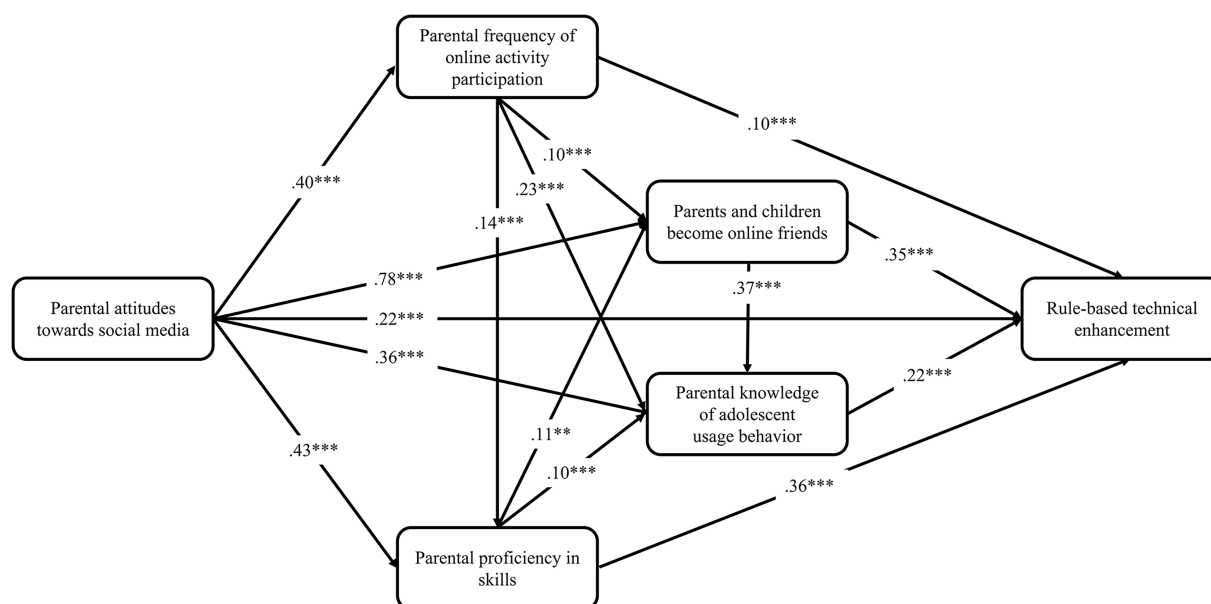 Parental frequency of
online activity
participation
.10***
.10***
.40***
.23***
.14***
Parents and children
become online friends
.35***
.78***
.37***
Parental attitudes
towards social media
.22***
Rule-based technical
enhancement
.36***
.22***
Parental knowledge
of adolescent
usage behavior
.11**
.43***
.10***
.36***
Parental proficiency in
skills